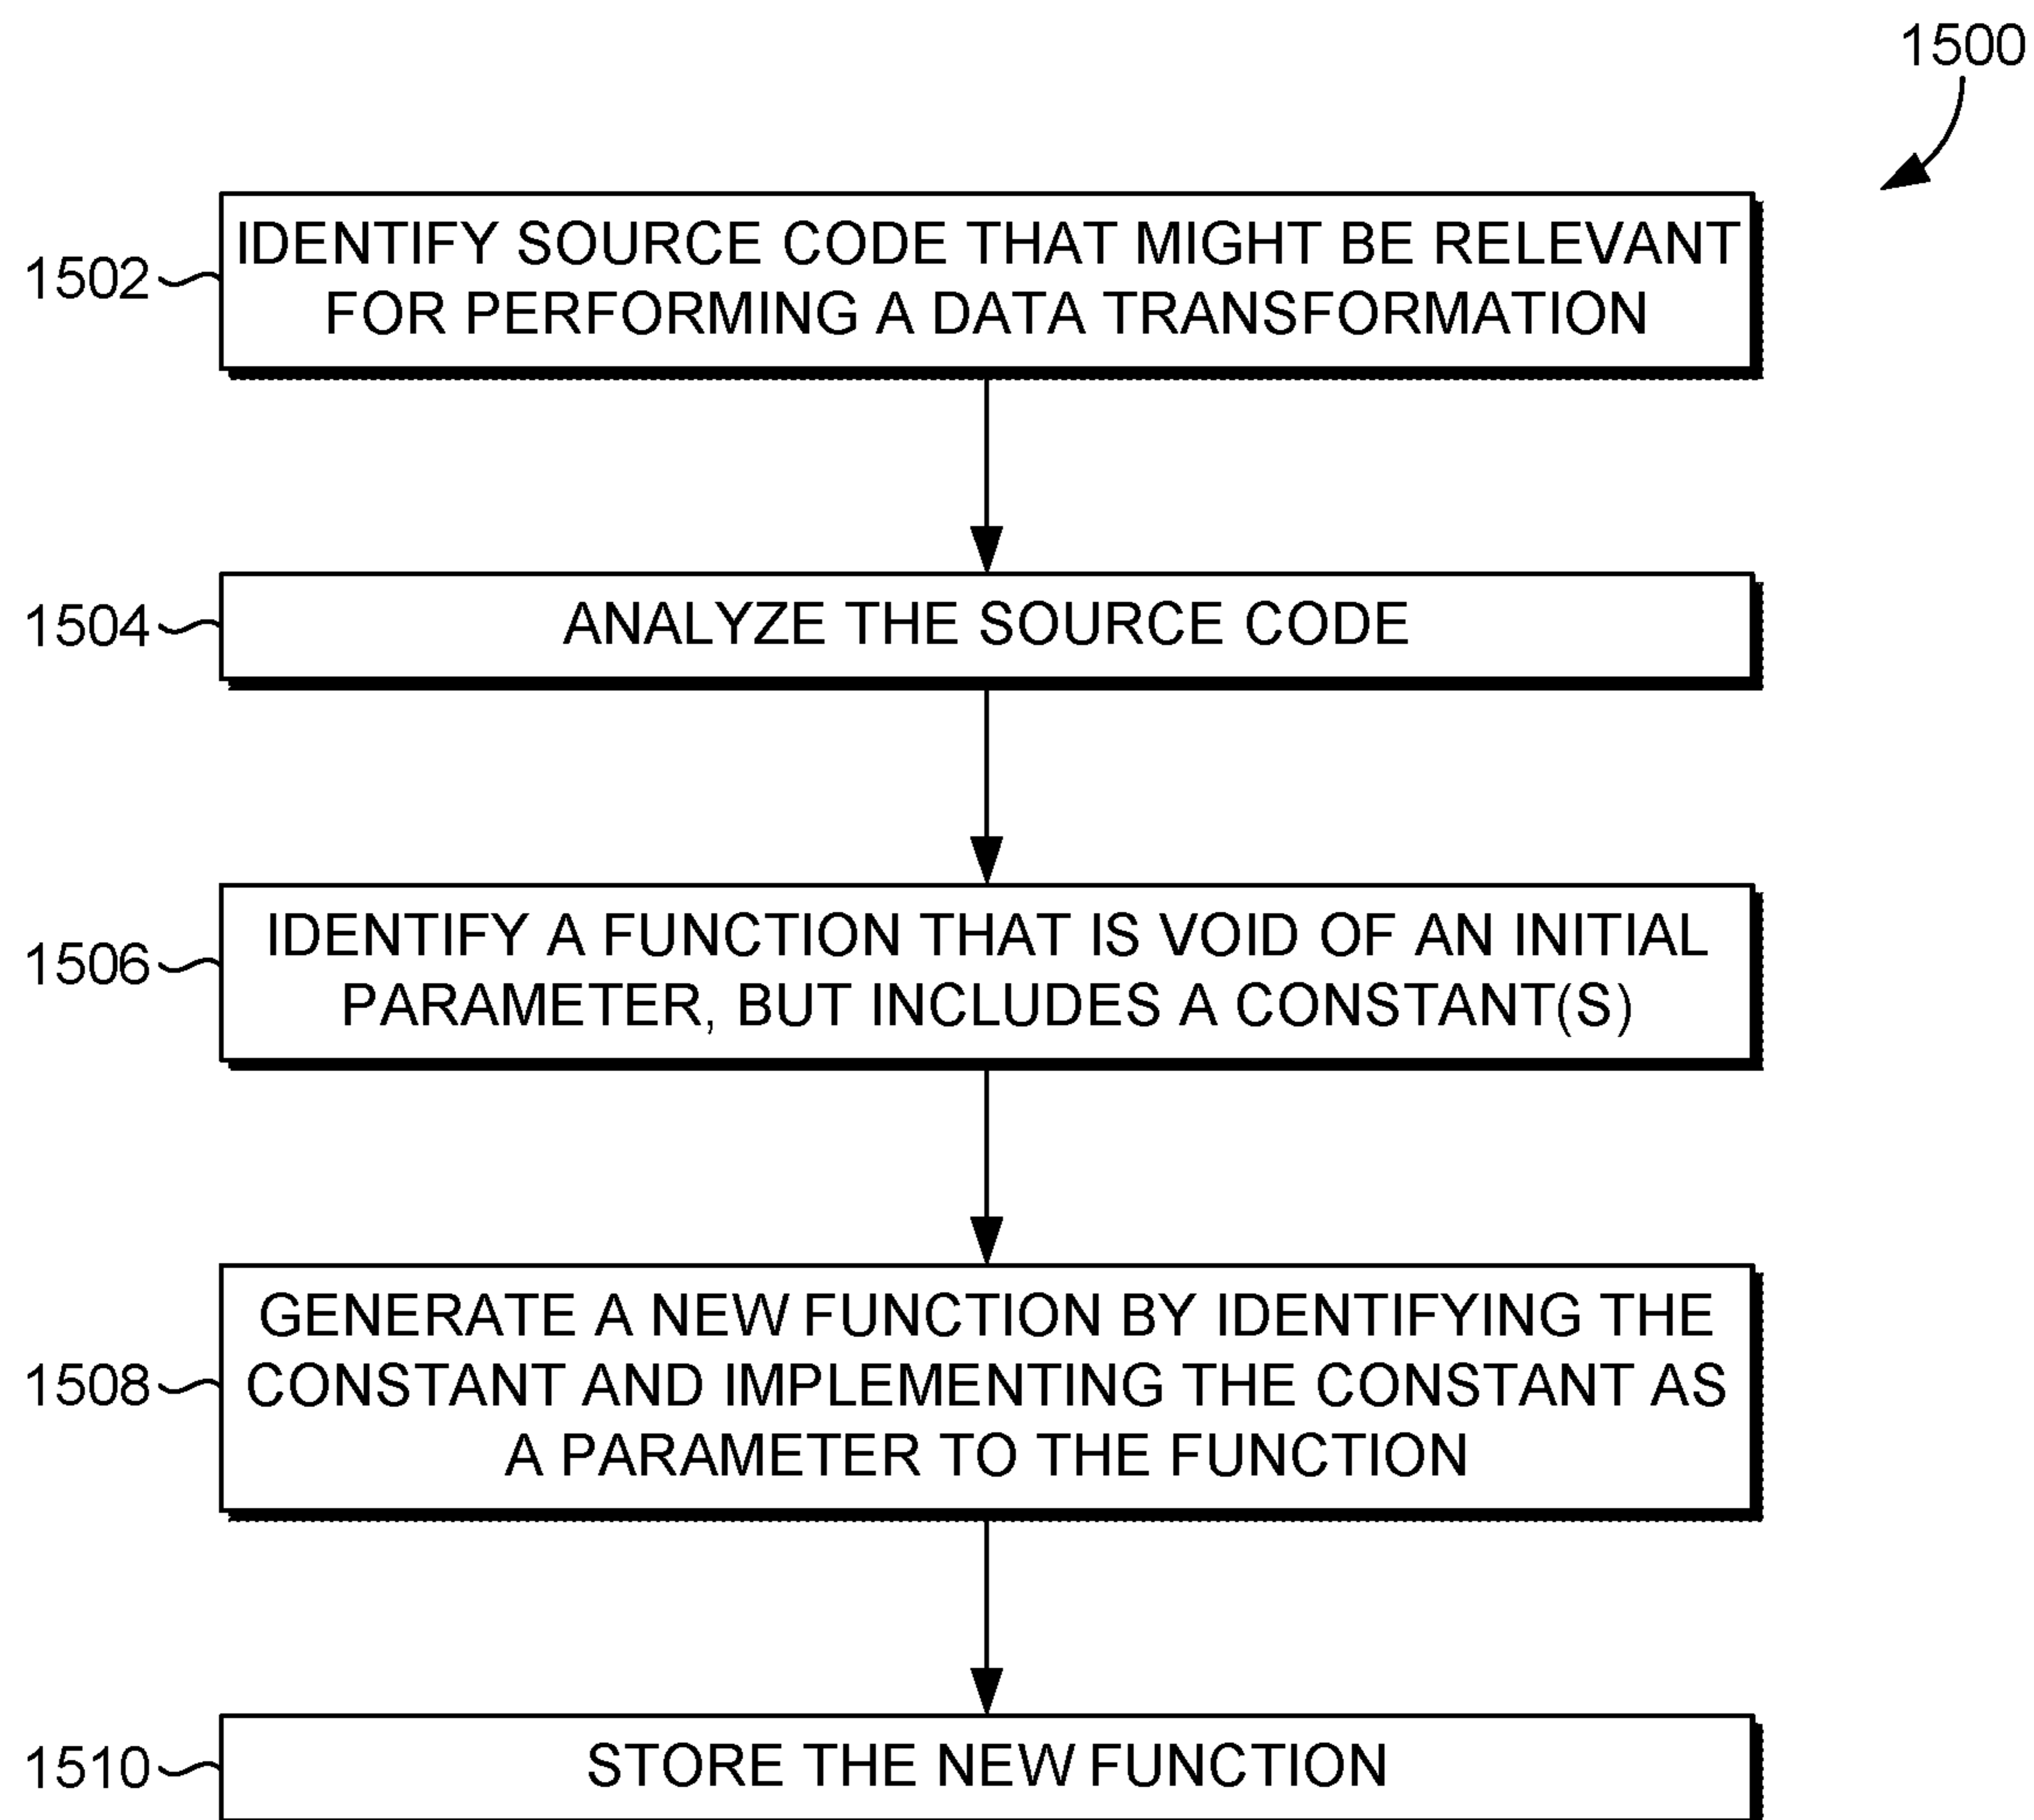 1500
1502
IDENTIFY SOURCE CODE THAT MIGHT BE RELEVANT
FOR PERFORMING A DATA TRANSFORMATION
1504
ANALYZE THE SOURCE CODE
1506
IDENTIFY A FUNCTION THAT IS VOID OF AN INITIAL
PARAMETER, BUT INCLUDES A CONSTANT(S)
1508
GENERATE A NEW FUNCTION BY IDENTIFYING THE
CONSTANT AND IMPLEMENTING THE CONSTANT AS
A PARAMETER TO THE FUNCTION
1510
STORE THE NEW FUNCTION